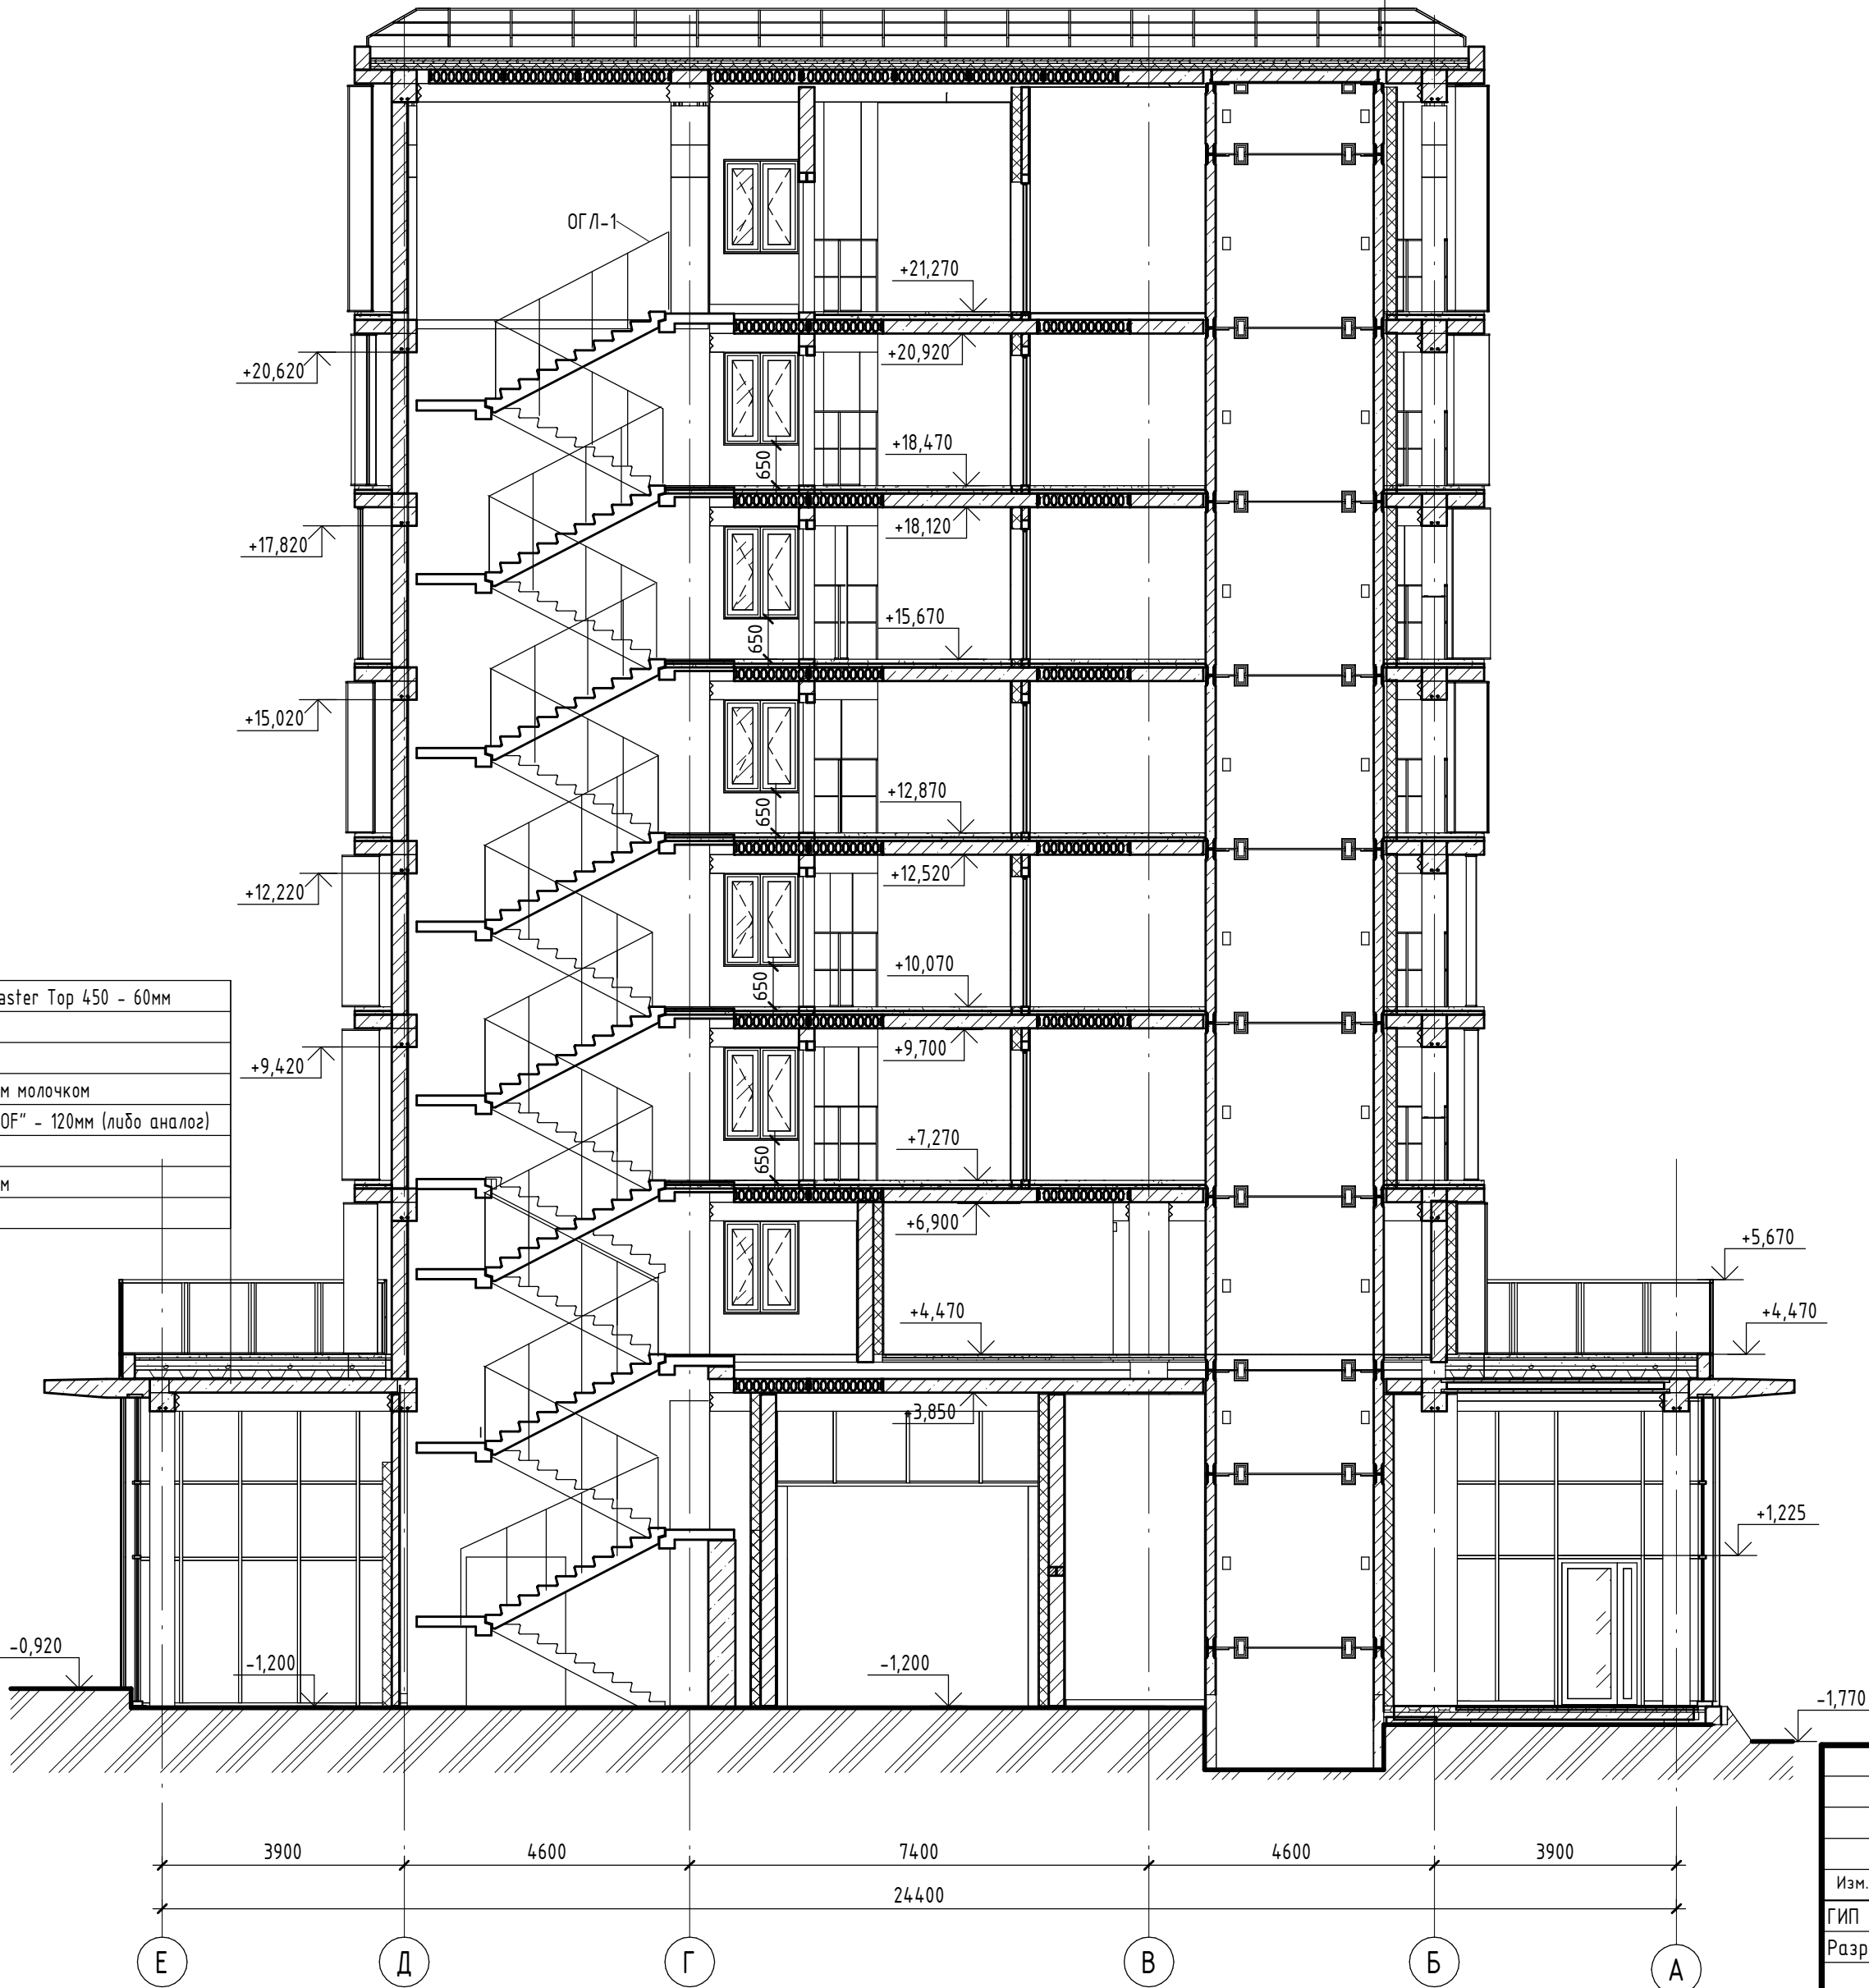 ОГЛ-1
+21,270
+20,620
+20,920
+18,470
650
+17,820
+18,120
+15,670
650
+15,020
+12,870
650
+12,220
+12,520
+10,070
650
aster Top 450 - 60мм
+9,420
+9,700
м молочком
OF" - 120мм (либо аналог)
+7,270
650
м
+6,900
+5,670
+4,470
+4,470
+3,850
+1,225
-0,920
-1,200
-1,200
-1,770
3900
4600
7400
4600
3900
24400
Изм.
ГИП
Разр
Е
Д
Г
В
Б
А